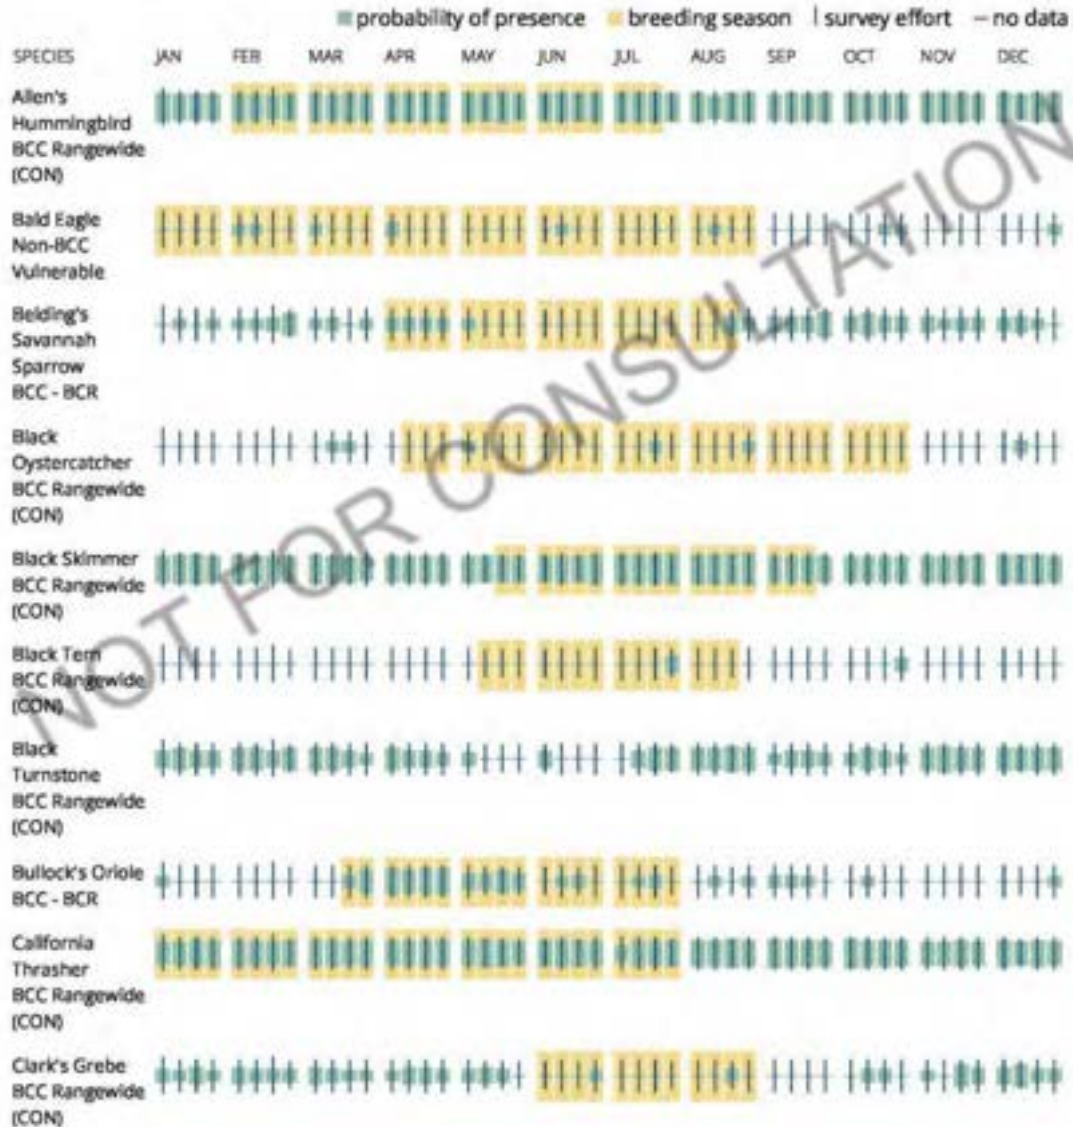 probability of presence breeding season survey effort no data
SPECIES JAN FEB MAR APR MAY JUN JUL AUG SEP OCT NOV DEC
Allen's
Hummingbird
BCC Rangewide
(CON)
Bald Eagle
Non-BCC
Vulnerable
Belding's
Savannah
Sparrow
BCC - BCR
Black
Oystercatcher
BCC Rangewide
(CON)
Black Skimmer
BCC Rangewide
(CON)
Black Tern
BCC Rangewide
(CON)
Black
Turnstone
BCC Rangewide
(CON)
Bullock's Oriole
BCC - BCR
California
Thrasher
BCC Rangewide
(CON)
Clark's Grebe
BCC Rangewide
(CON)
NOT FOR CONSULTATION